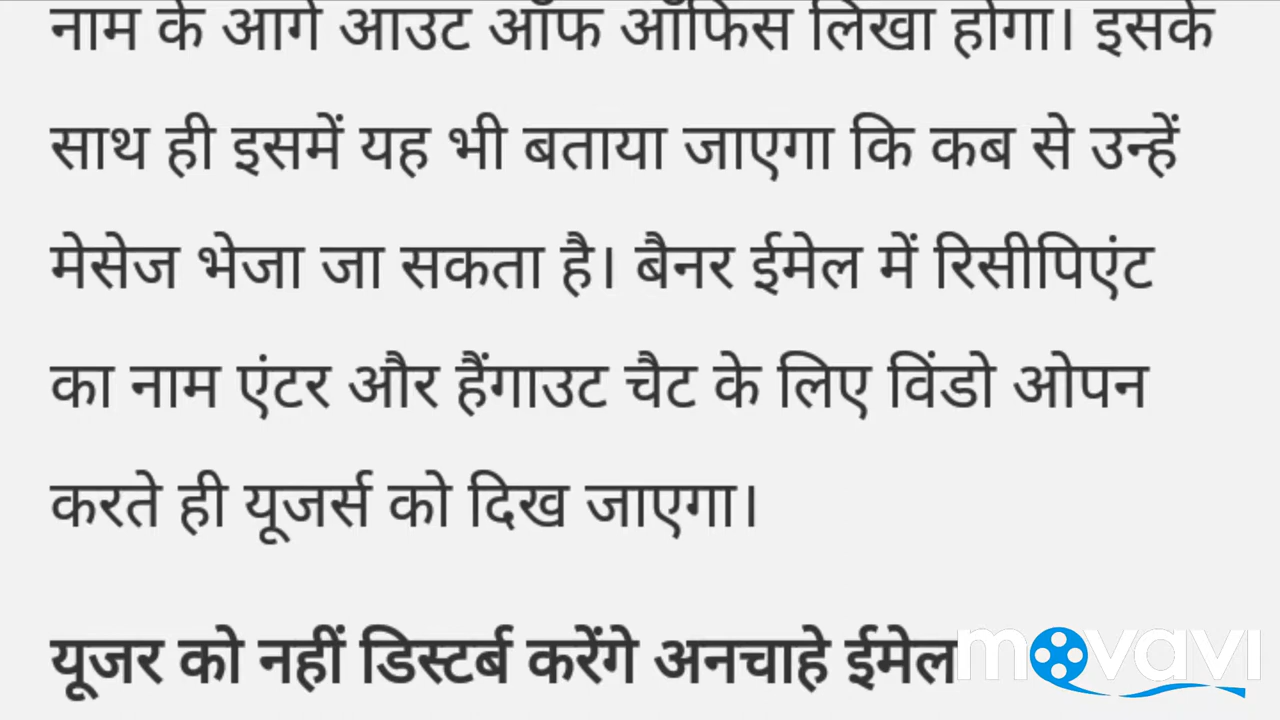 नाम के आगे आउट ऑफ ऑफिस लिखा होगा। इसके
साथ ही इसमें यह भी बताया जाएगा कि कब से उन्हें
मेसेज भेजा जा सकता है। बैनर ईमेल में रिसीपिएंट
का नाम एंटर और हैंगाउट चैट के लिए विंडो ओपन
करते ही यूजर्स को दिख जाएगा।
यूजर को नहीं डिस्टर्ब करेंगे अनचाहे ईमेल
movavi